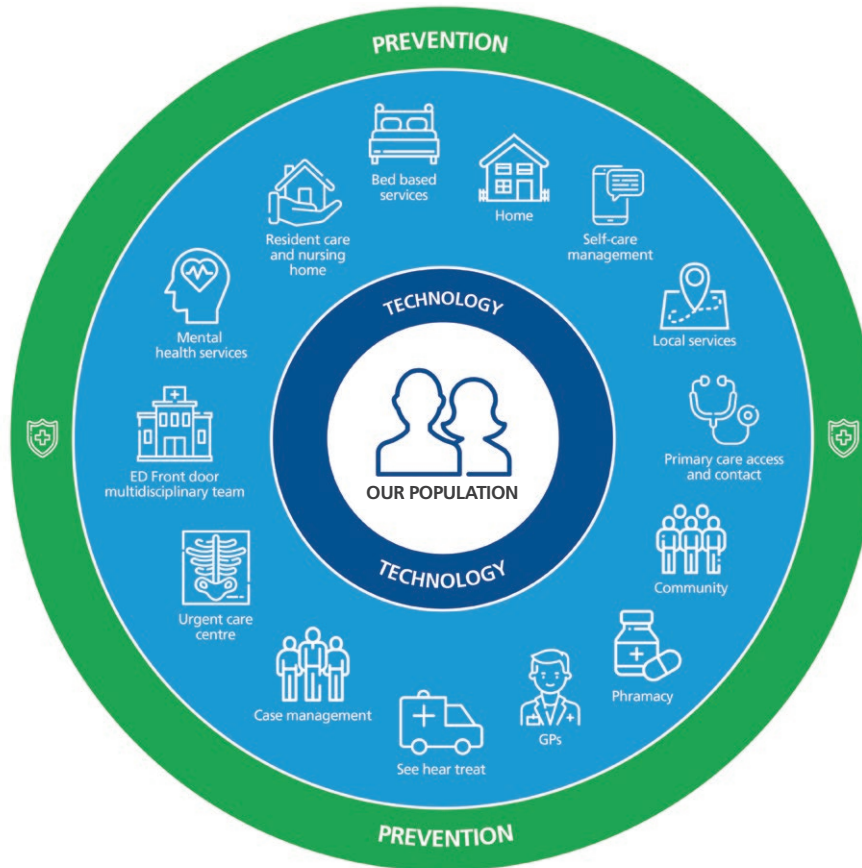 PREVENTION
Bed based
services
Home
Self-care
management
Local services
Primary care access
and contact
Community
Phramacy
GPs
See hear treat
Case management
Urgent care
centre
ED Front door
multidisciplinary team
Mental
health services
Resident care
and nursing
home
TECHNOLOGY
OUR POPULATION
TECHNOLOGY
PREVENTION